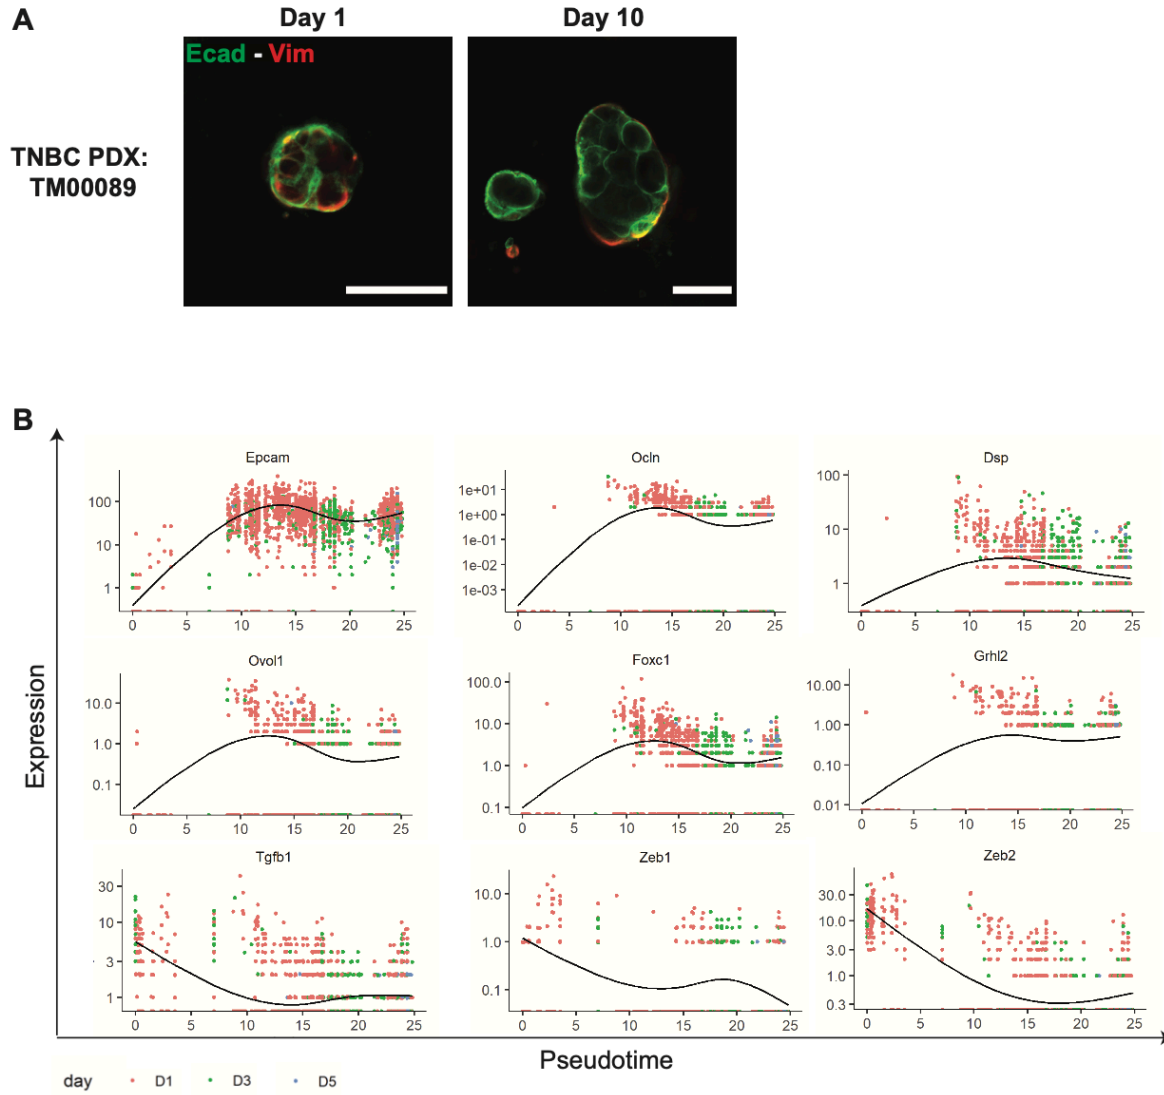 A
Day 1
Day 10
Ecad - Vim
TNBC PDX:
TM00089
B
Expression
Epcam
100
10
1
0 5 10 15 20 25
Ocln
1e+01
1e+00
1e-01
1e-02
1e-03
0 5 10 15 20 25
Dsp
100
10
1
0 5 10 15 20 25
Ovol1
10.0
1.0
0.1
0 5 10 15 20 25
Foxc1
100.0
10.0
1.0
0.1
0 5 10 15 20 25
Grhl2
10.00
1.00
0.10
0.01
0 5 10 15 20 25
Tgfb1
30
10
3
1
0 5 10 15 20 25
Zeb1
10.0
1.0
0.1
0 5 10 15 20 25
Zeb2
30.0
10.0
3.0
1.0
0.3
0 5 10 15 20 25
Pseudotime
day D1 D3 D5